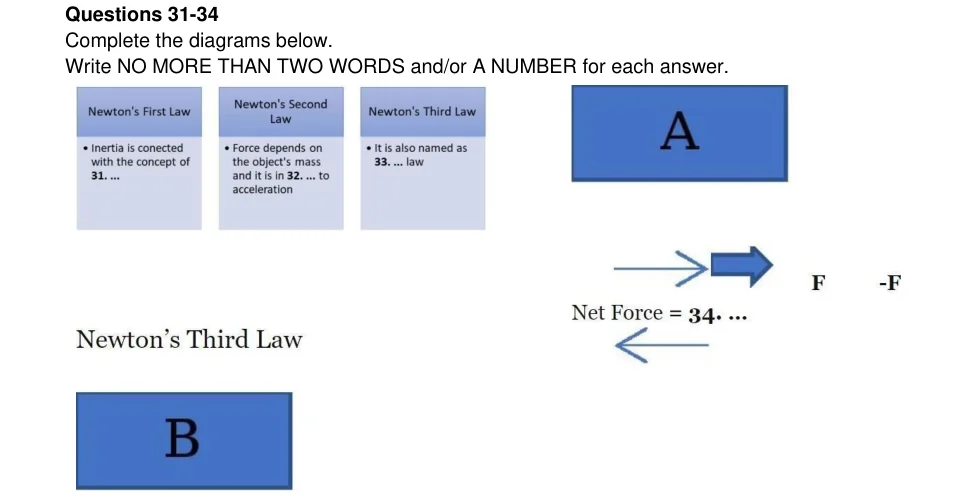 Questions 31-34
Complete the diagrams below.
Write NO MORE THAN TWO WORDS and/or A NUMBER for each answer.
Newton's First Law
• Inertia is conected
with the concept of
31. ...
Newton's Second
Law
• Force depends on
the object's mass
and it is in 32. ... to
acceleration
Newton's Third Law
• It is also named as
33. ... law
A
F -F
Net Force = 34. ...
Newton’s Third Law
B